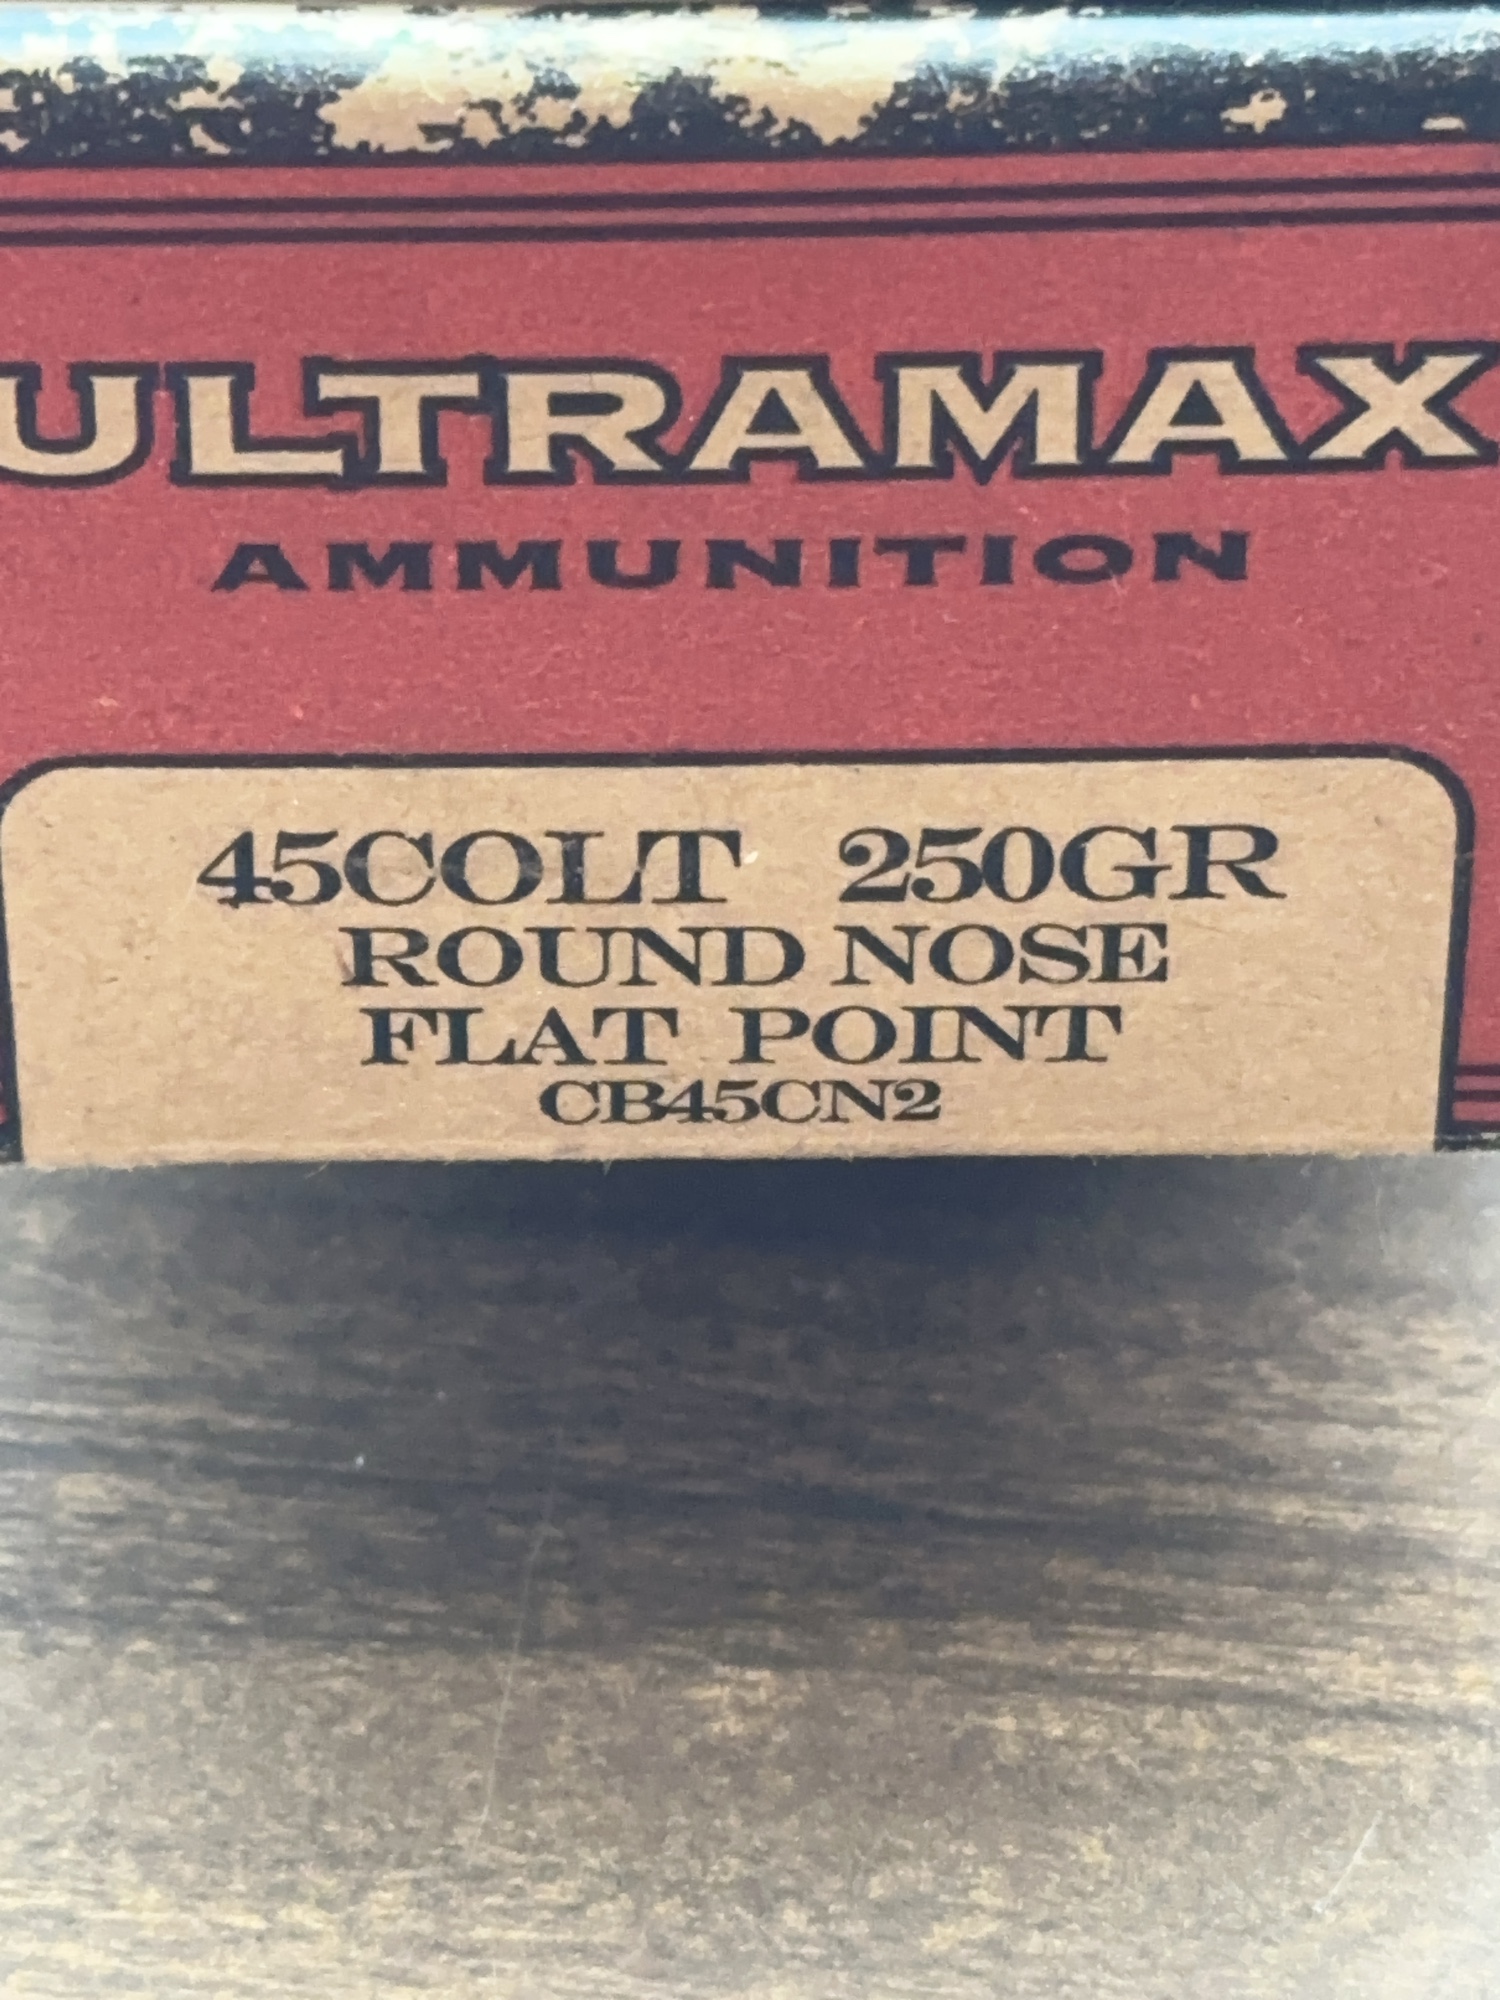 ULTRAMAX
AMMUNITION
45COLT 250GR
ROUND NOSE
FLAT POINT
CB45CN2